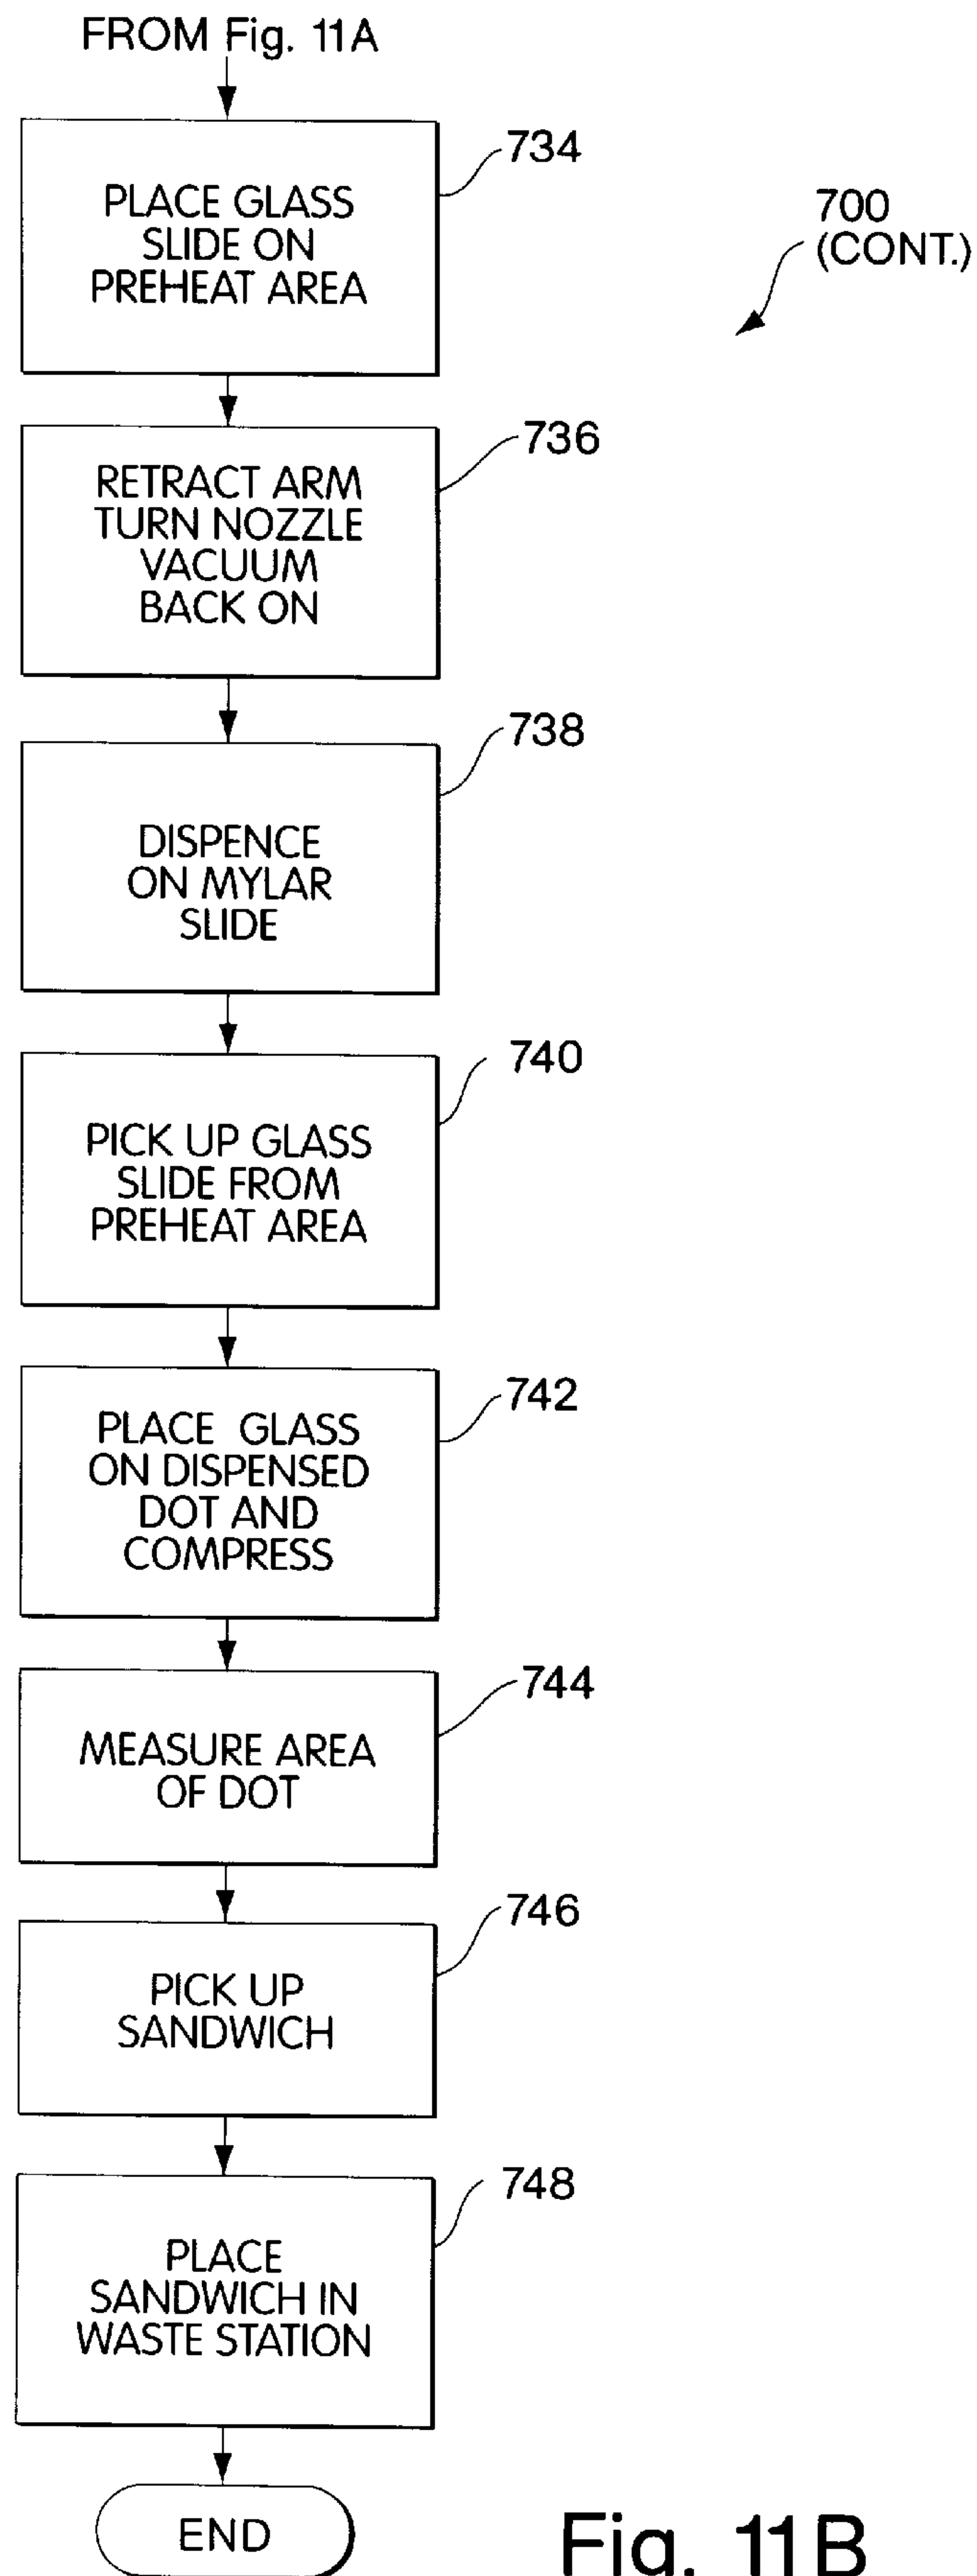 FROM Fig. 11A
734
PLACE GLASS
SLIDE ON
PREHEAT AREA
700
(CONT.)
736
RETRACT ARM
TURN NOZZLE
VACUUM
BACK ON
738
DISPENCE
ON MYLAR
SLIDE
740
PICK UP GLASS
SLIDE FROM
PREHEAT AREA
742
PLACE GLASS
ON DISPENSED
DOT AND
COMPRESS
744
MEASURE AREA
OF DOT
746
PICK UP
SANDWICH
748
PLACE
SANDWICH IN
WASTE STATION
END
Fig. 11B